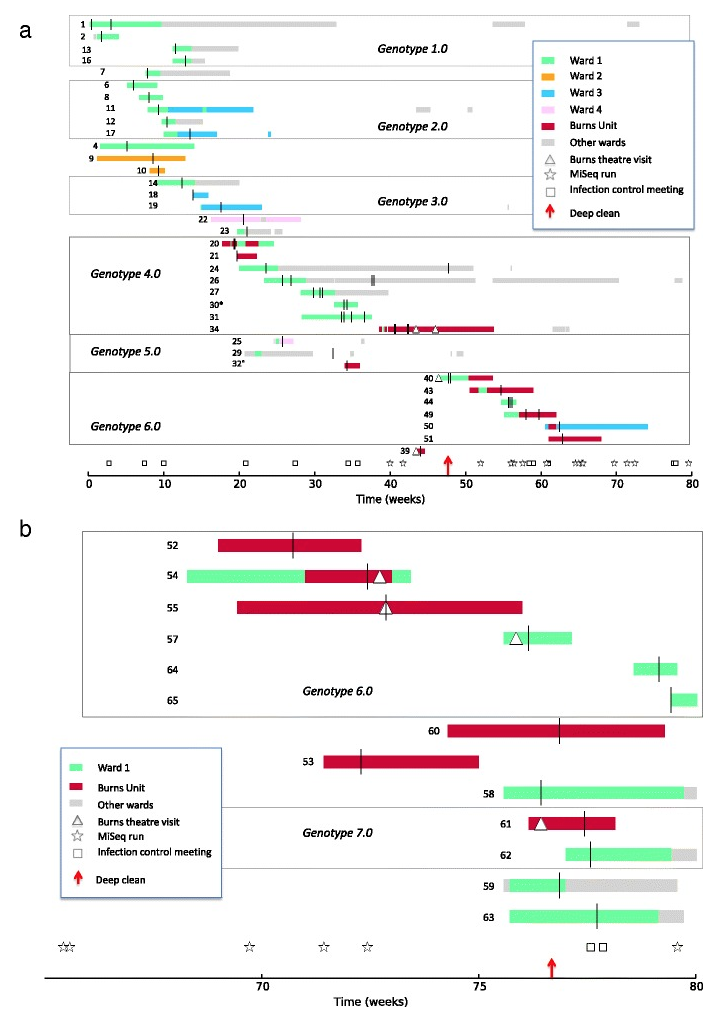 a
1
2
13
16
Genotype 1.0
7
6
8
11
12
17
Genotype 2.0
4
9
10
14
18
19
Genotype 3.0
22
23
20
21
24
26
27
30*
31
34
Genotype 4.0
25
29
32°
Genotype 5.0
40
43
44
49
50
51
Genotype 6.0
39
Ward 1
Ward 2
Ward 3
Ward 4
Burns Unit
Other wards
Burns theatre visit
MiSeq run
Infection control meeting
Deep clean
0 10 20 30 40 50 60 70 80
Time (weeks)
b
52
54
55
57
64
65
Genotype 6.0
60
53
58
61
62
Genotype 7.0
59
63
Ward 1
Burns Unit
Other wards
Burns theatre visit
MiSeq run
Infection control meeting
Deep clean
70 75 80
Time (weeks)